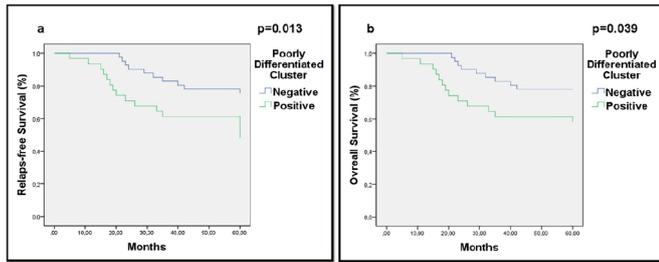 a
p=0.013
Poorly
Differentiated
Cluster
Negative
Positive
Relaps-free Survival (%)
1,0
0,8
0,6
0,4
0,2
0,0
,00
10,00
20,00
30,00
40,00
50,00
60,00
Months
b
p=0.039
Poorly
Differentiated
Cluster
Negative
Positive
Ovreall Survival (%)
1,0
0,8
0,6
0,4
0,2
0,0
,00
10,00
20,00
30,00
40,00
50,00
60,00
Months